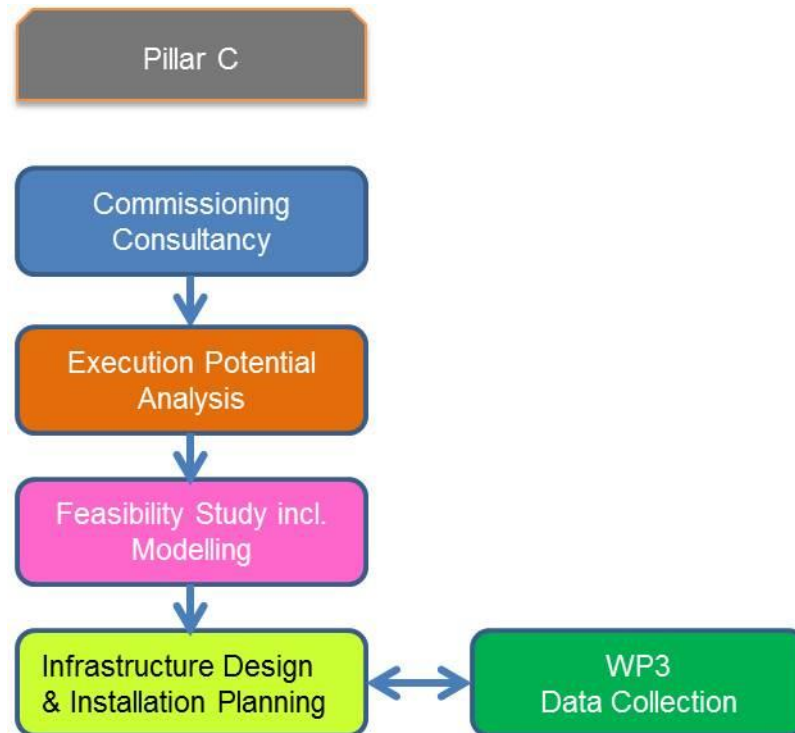 Pillar C
Commissioning
Consultancy
Execution Potential
Analysis
Feasibility Study incl.
Modelling
Infrastructure Design
& Installation Planning
WP3
Data Collection